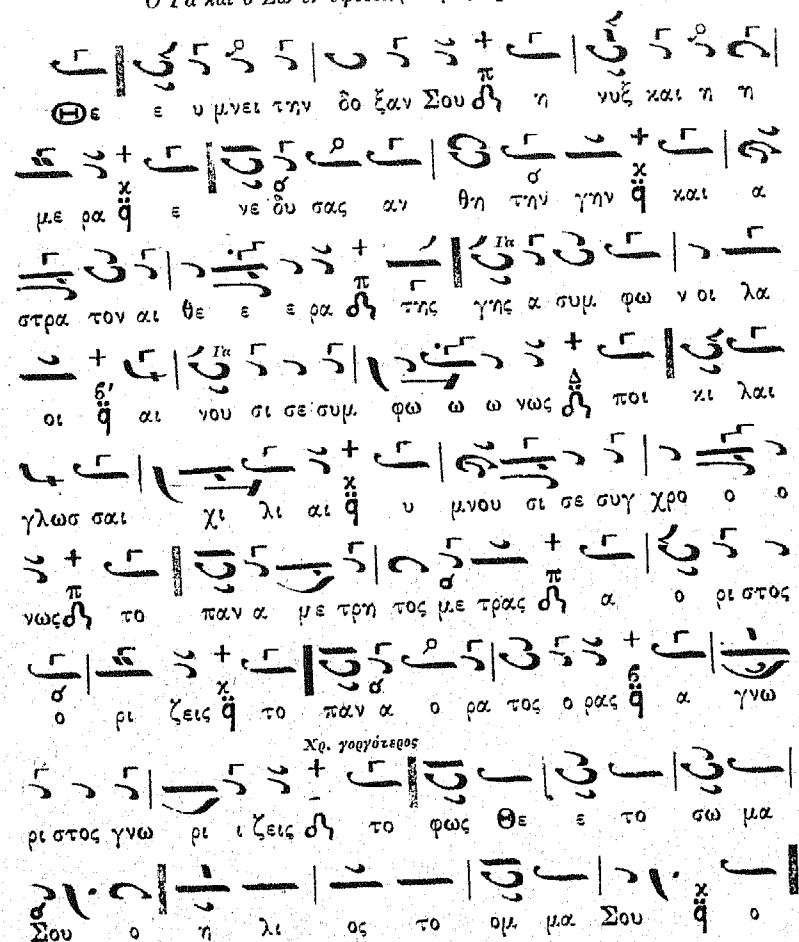 Ο Γα και ο Ζω
Θε ε υ μνει την δο ξαν Σου π η νυξ και η η
με ρα κ ε νε δυ σας αν θη την γην κ και α
Γα
στρα τον αι θε ε ε ρα π της γης α συμ φω ν οι λα
Γα
οι αι νου σι σε συμ φω ω ω νως Δ ποι κι λαι
γλωσ σαι χι λι αι κ υ μνου σι σε συγ χρο ο ο
νως π το παν α με τρη τος με τρας π α ο ρι στος
ο ρι ζεις κ το παν α ο ρα τος ο ρας α γνω
Χρ. γοργότερος
ρι στος γνω ρι ι ζεις το φως Θε ε το σω μα
Σου ο η λι ος το ομ μα Σου κ ο